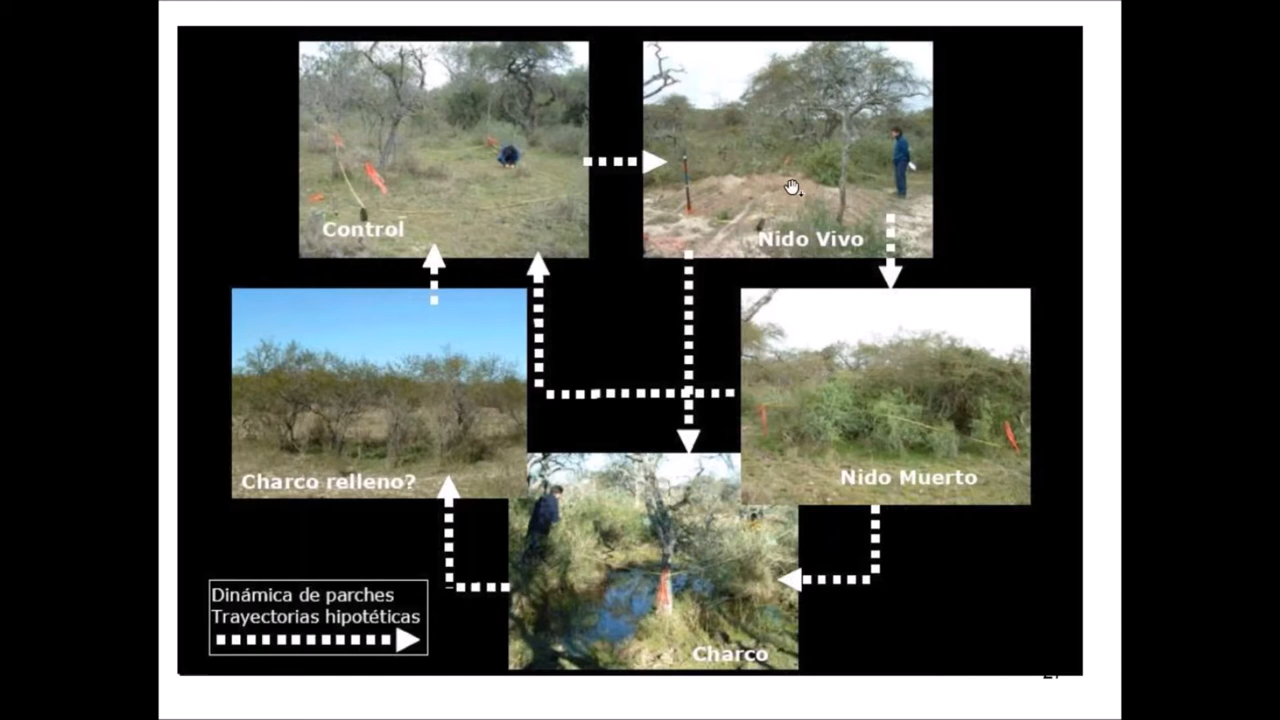 Control
Nido Vivo
Charco relleno?
Nido Muerto
Charco
Dinámica de parches
Trayectorias hipotéticas